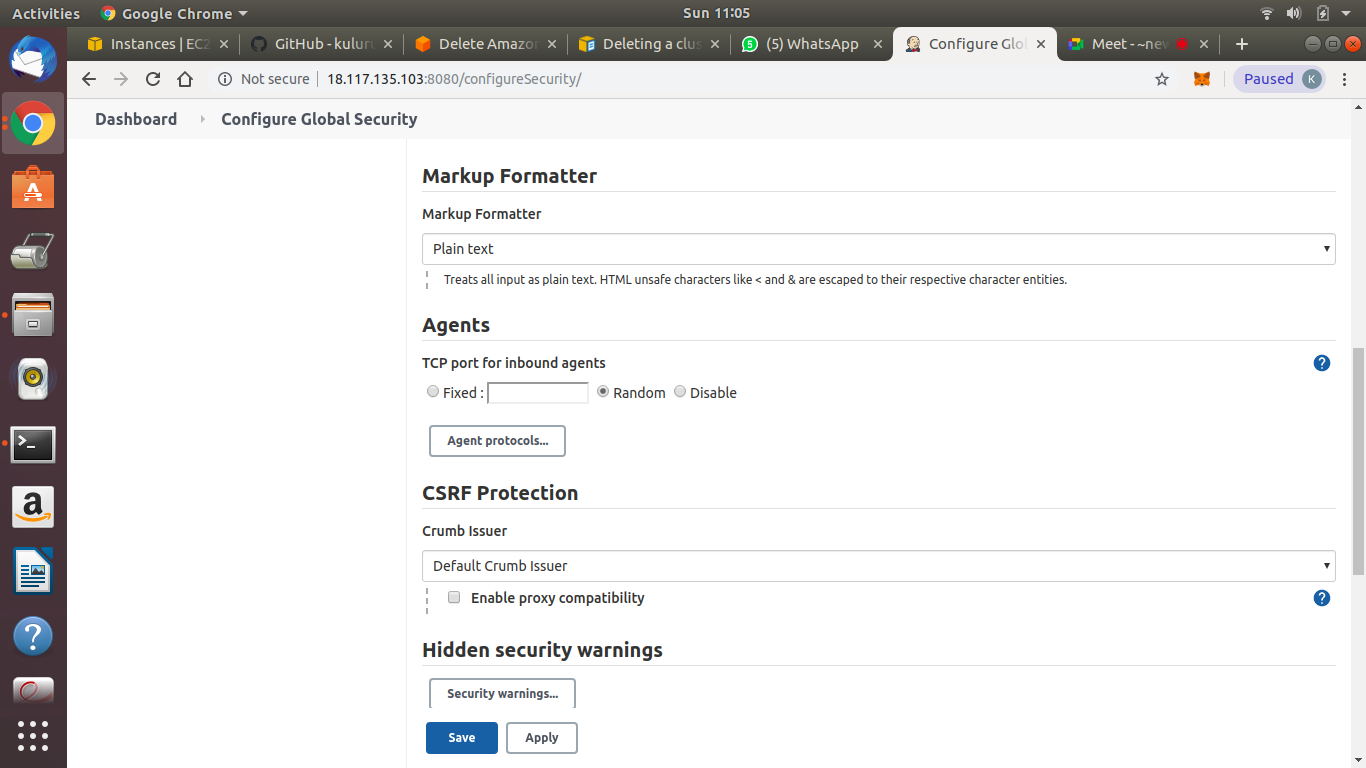 Activities Google Chrome Sun 11:05
Instances | EC2 GitHub - kuluru Delete Amazon Deleting a clus (5) WhatsApp Configure Glo Meet - ~new
Not secure 18.117.135.103:8080/configureSecurity/ Paused K
Dashboard Configure Global Security
Markup Formatter
Markup Formatter
Plain text
Treats all input as plain text. HTML unsafe characters like < and & are escaped to their respective character entities.
Agents
TCP port for inbound agents ?
Fixed : Random Disable
Agent protocols...
CSRF Protection
Crumb Issuer
Default Crumb Issuer
Enable proxy compatibility ?
Hidden security warnings
Security warnings...
Save Apply